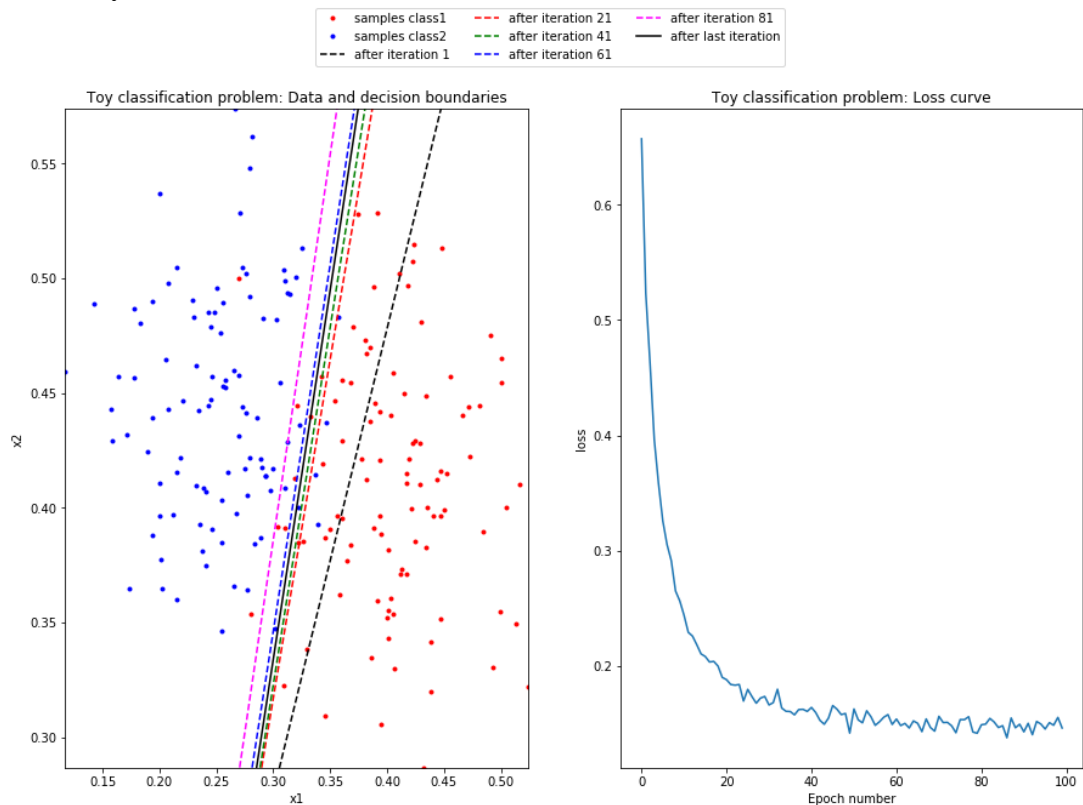 samples class1
samples class2
after iteration 1
after iteration 21
after iteration 41
after iteration 61
after iteration 81
after last iteration
Toy classification problem: Data and decision boundaries
0.55
0.50
0.45
0.40
0.35
0.30
x2
0.15
0.20
0.25
0.30
0.35
0.40
0.45
0.50
x1
Toy classification problem: Loss curve
0.6
0.5
0.4
0.3
0.2
loss
0
20
40
60
80
100
Epoch number